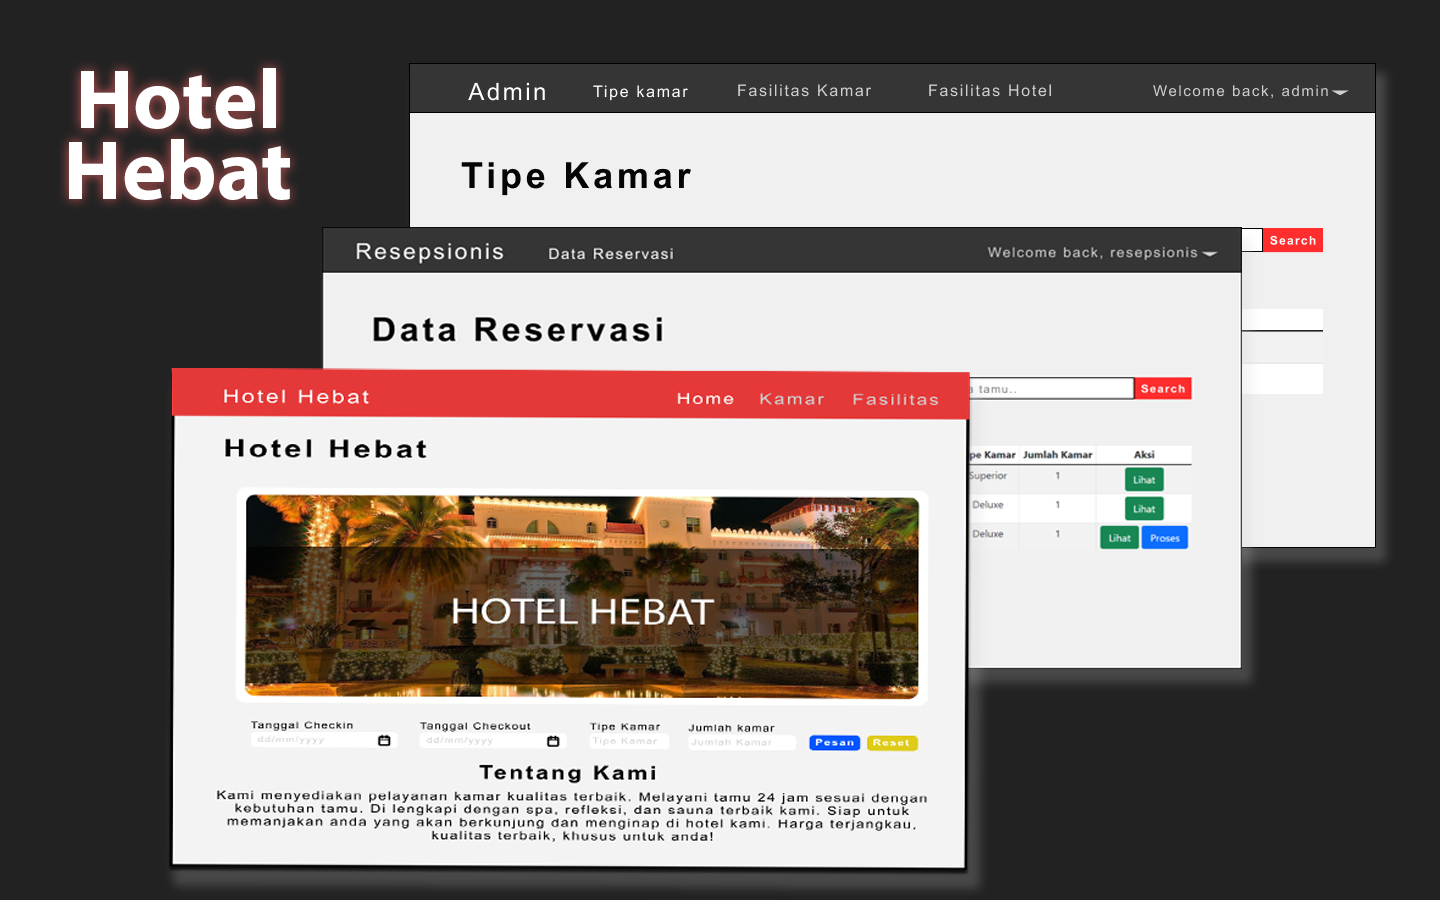 Hotel
Hebat
Admin Tipe kamar Fasilitas Kamar Fasilitas Hotel Welcome back, admin
Tipe Kamar
Search
Resepsionis Data Reservasi Welcome back, resepsionis
Data Reservasi
tamu.. Search
Kamar Jumlah Kamar Aksi
Superior 1 Lihat
Deluxe 1 Lihat
Deluxe 1 Lihat Proses
Hotel Hebat Home Kamar Fasilitas
Hotel Hebat
HOTEL HEBAT
Tanggal Checkin Tanggal Checkout Tipe Kamar Jumlah kamar
dd/mm/yyyy dd/mm/yyyy Tipe Kamar Jumlah Kamar Pesan Reset
Tentang Kami
Kami menyediakan pelayanan kamar kualitas terbaik. Melayani tamu 24 jam sesuai dengan
kebutuhan tamu. Di lengkapi dengan spa, refleksi, dan sauna terbaik kami. Siap untuk
memanjakan anda yang akan berkunjung dan menginap di hotel kami. Harga terjangkau,
kualitas terbaik, khusus untuk anda!